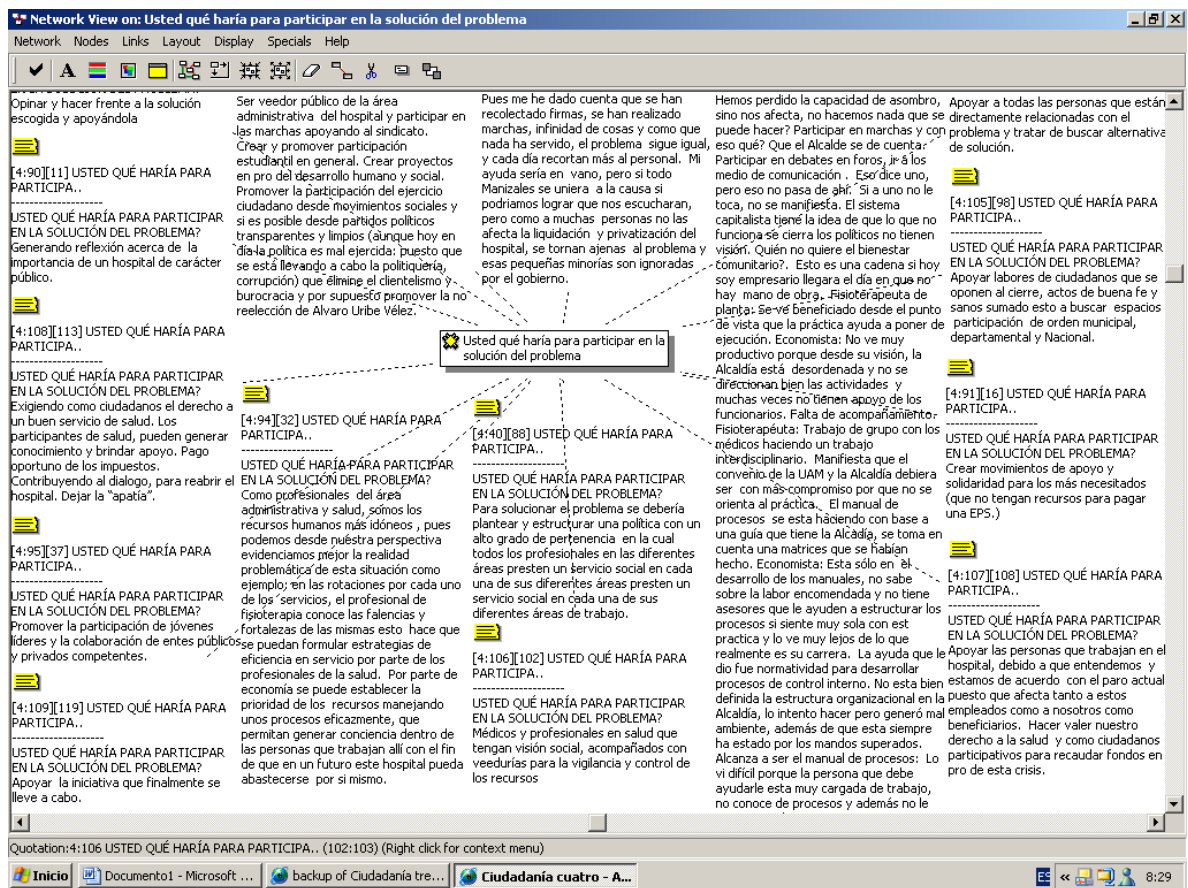 Network View on: Usted qué haría para participar en la solución del problema
Network Nodes Links Layout Display Specials Help
Opinar y hacer frente a la solución
escogida y apoyándola
[4:90][11] USTED QUÉ HARÍA PARA
PARTICIPA..
--------------------
USTED QUÉ HARÍA PARA PARTICIPAR
EN LA SOLUCIÓN DEL PROBLEMA?
Generando reflexión acerca de la
importancia de un hospital de carácter
público.
[4:108][113] USTED QUÉ HARÍA PARA
PARTICIPA..
--------------------
USTED QUÉ HARÍA PARA PARTICIPAR
EN LA SOLUCIÓN DEL PROBLEMA?
Exigiendo como ciudadanos el derecho a
un buen servicio de salud. Los
participantes de salud, pueden generar
conocimiento y brindar apoyo. Pago
oportuno de los impuestos.
Contribuyendo al dialogo, para reabrir el
hospital. Dejar la "apatía".
[4:95][37] USTED QUÉ HARÍA PARA
PARTICIPA..
--------------------
USTED QUÉ HARÍA PARA PARTICIPAR
EN LA SOLUCIÓN DEL PROBLEMA?
Promover la participación de jóvenes
líderes y la colaboración de entes públicos
y privados competentes.
[4:109][119] USTED QUÉ HARÍA PARA
PARTICIPA..
--------------------
USTED QUÉ HARÍA PARA PARTICIPAR
EN LA SOLUCIÓN DEL PROBLEMA?
Apoyar la iniciativa que finalmente se
lleve a cabo.
Ser veedor público de la área
administrativa del hospital y participar en
las marchas apoyando al sindicato.
Crear y promover participación
estudiantil en general. Crear proyectos
en pro del desarrollo humano y social.
Promover la participación del ejercicio
ciudadano desde movimientos sociales y
si es posible desde partidos políticos
transparentes y limpios (aunque hoy en
día la política es mal ejercida: puesto que
se está llevando a cabo la politiquería,
corrupción) que elimine el clientelismo y
burocracia y por supuesto promover la no
reelección de Alvaro Uribe Vélez.
[4:94][32] USTED QUÉ HARÍA PARA
PARTICIPA..
--------------------
USTED QUÉ HARÍA PARA PARTICIPAR
EN LA SOLUCIÓN DEL PROBLEMA?
Como profesionales del área
administrativa y salud, somos los
recursos humanos más idóneos , pues
podemos desde nuestra perspectiva
evidenciamos mejor la realidad
problemática de esta situación como
ejemplo; en las rotaciones por cada uno
de los servicios, el profesional de
fisioterapia conoce las falencias y
fortalezas de las mismas esto hace que
se puedan formular estrategias de
eficiencia en servicio por parte de los
profesionales de la salud. Por parte de
economía se puede establecer la
prioridad de los recursos manejando
unos procesos eficazmente, que
permitan generar conciencia dentro de
las personas que trabajan allí con el fin
de que en un futuro este hospital pueda
abastecerse por si mismo.
Pues me he dado cuenta que se han
recolectado firmas, se han realizado
marchas, infinidad de cosas y como que
nada ha servido, el problema sigue igual,
y cada día recortan más al personal. Mi
ayuda sería en vano, pero si todo
Manizales se uniera a la causa si
podriamos lograr que nos escucharan,
pero como a muchas personas no las
afecta la liquidación y privatización del
hospital, se tornan ajenas al problema y
esas pequeñas minorías son ignoradas
por el gobierno.
Usted qué haría para participar en la
solución del problema
[4:40][88] USTED QUÉ HARÍA PARA
PARTICIPA..
--------------------
USTED QUÉ HARÍA PARA PARTICIPAR
EN LA SOLUCIÓN DEL PROBLEMA?
Para solucionar el problema se debería
plantear y estructurar una política con un
alto grado de pertenencia en la cual
todos los profesionales en las diferentes
áreas presten un servicio social en cada
una de sus diferentes áreas presten un
servicio social en cada una de sus
diferentes áreas de trabajo.
[4:106][102] USTED QUÉ HARÍA PARA
PARTICIPA..
--------------------
USTED QUÉ HARÍA PARA PARTICIPAR
EN LA SOLUCIÓN DEL PROBLEMA?
Médicos y profesionales en salud que
tengan visión social, acompañados con
veedurías para la vigilancia y control de
los recursos
Hemos perdido la capacidad de asombro,
sino nos afecta, no hacemos nada que se
puede hacer? Participar en marchas y con
eso qué? Que el Alcalde se de cuenta.
Participar en debates en foros, ir á los
medio de comunicación . Eso dice uno,
pero eso no pasa de ahí. Si a uno no le
toca, no se manifiesta. El sistema
capitalista tiene la idea de que lo que no
funciona se cierra los políticos no tienen
visión. Quién no quiere el bienestar
comunitario?. Esto es una cadena si hoy
soy empresario llegara el día en que no
hay mano de obra. Fisioterapeuta de
planta: Se ve beneficiado desde el punto
de vista que la práctica ayuda a poner de
ejecución. Economista: No ve muy
productivo porque desde su visión, la
Alcaldía está desordenada y no se
direccionan bien las actividades y
muchas veces no tienen apoyo de los
funcionarios. Falta de acompañamiento.
Fisioterapéuta: Trabajo de grupo con los
médicos haciendo un trabajo
interdisciplinario. Manifiesta que el
convenio de la UAM y la Alcaldía debiera
ser con más compromiso por que no se
orienta al práctica. El manual de
procesos se esta haciendo con base a
una guía que tiene la Alcadía, se toma en
cuenta una matrices que se habían
hecho. Economista: Esta sólo en el
desarrollo de los manuales, no sabe
sobre la labor encomendada y no tiene
asesores que le ayuden a estructurar los
procesos si siente muy sola con est
practica y lo ve muy lejos de lo que
realmente es su carrera. La ayuda que le
dio fue normatividad para desarrollar
procesos de control interno. No esta bien
definida la estructura organizacional en la
Alcaldía, lo intento hacer pero generó mal
ambiente, además de que esta siempre
ha estado por los mandos superados.
Alcanza a ser el manual de procesos: Lo
vi difícil porque la persona que debe
ayudarle esta muy cargada de trabajo,
no conoce de procesos y además no le
Apoyar a todas las personas que están
directamente relacionadas con el
problema y tratar de buscar alternativa
de solución.
[4:105][98] USTED QUÉ HARÍA PARA
PARTICIPA..
--------------------
USTED QUÉ HARÍA PARA PARTICIPAR
EN LA SOLUCIÓN DEL PROBLEMA?
Apoyar labores de ciudadanos que se
oponen al cierre, actos de buena fe y
sanos sumado esto a buscar espacios
participación de orden municipal,
departamental y Nacional.
[4:91][16] USTED QUÉ HARÍA PARA
PARTICIPA..
--------------------
USTED QUÉ HARÍA PARA PARTICIPAR
EN LA SOLUCIÓN DEL PROBLEMA?
Crear movimientos de apoyo y
solidaridad para los más necesitados
(que no tengan recursos para pagar
una EPS.)
[4:107][108] USTED QUÉ HARÍA PARA
PARTICIPA..
--------------------
USTED QUÉ HARÍA PARA PARTICIPAR
EN LA SOLUCIÓN DEL PROBLEMA?
Apoyar las personas que trabajan en el
hospital, debido a que entendemos y
estamos de acuerdo con el paro actual
puesto que afecta tanto a estos
empleados como a nosotros como
beneficiarios. Hacer valer nuestro
derecho a la salud y como ciudadanos
participativos para recaudar fondos en
pro de esta crisis.
Quotation:4:106 USTED QUÉ HARÍA PARA PARTICIPA.. (102:103) (Right click for context menu)
Inicio Documento1 - Microsoft ... backup of Ciudadanía tre... Ciudadanía cuatro - A... ES « 8:29